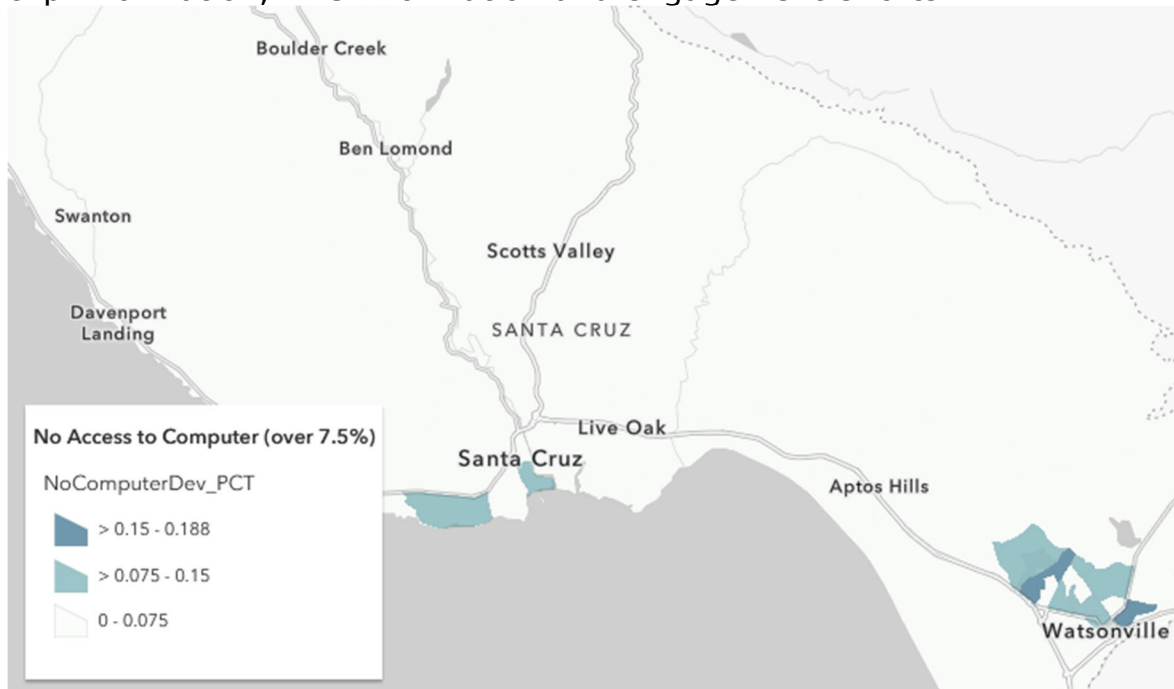 Boulder Creek
Ben Lomond
Swanton
Scotts Valley
Davenport
Landing
SANTA CRUZ
Live Oak
Santa Cruz
Aptos Hills
Watsonville
No Access to Computer (over 7.5%)
NoComputerDev_PCT
> 0.15 - 0.188
> 0.075 - 0.15
0 - 0.075